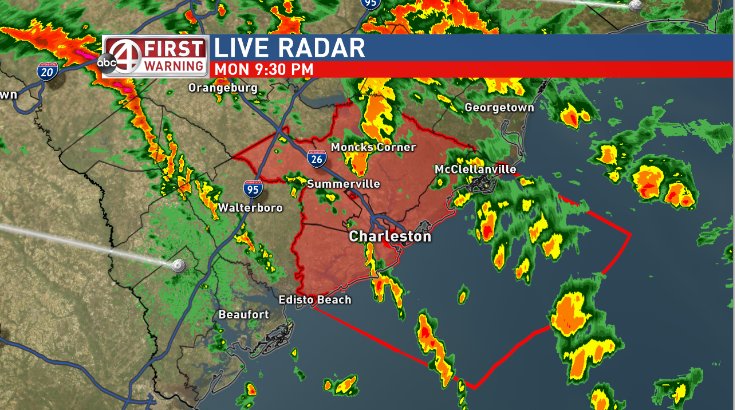 95
abc 4 FIRST WARNING
LIVE RADAR
MON 9:30 PM
20
26
Orangeburg
Georgetown
Moncks Corner
26
McClellanville
Summerville
95
Walterboro
Charleston
Edisto Beach
Beaufort